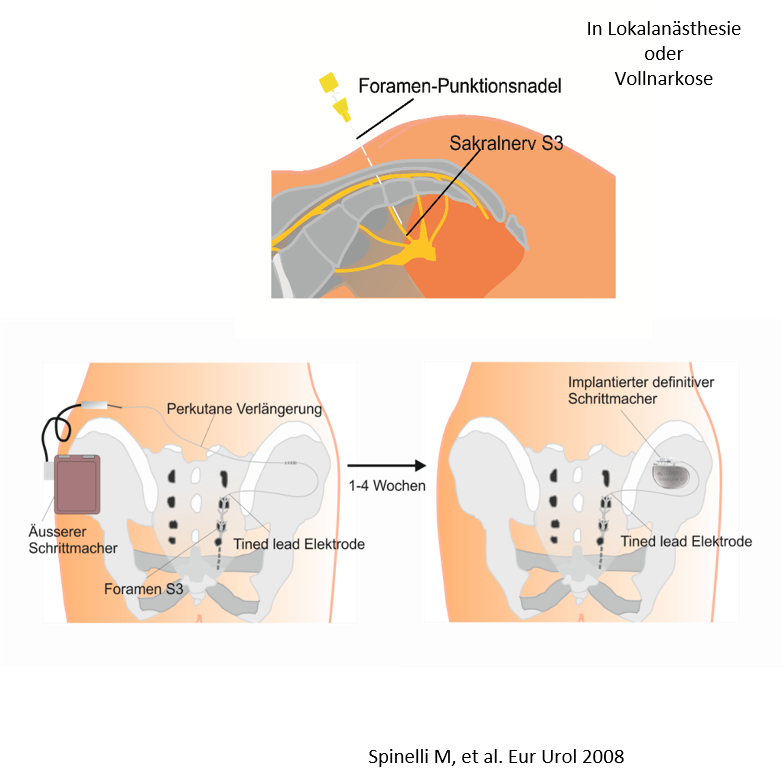 In Lokalanästhesie
oder
Vollnarkose
Foramen-Punktionsnadel
Sakralnerv S3
Perkutane Verlängerung
Äusserer
Schrittmacher
Tined lead Elektrode
Foramen S3
1-4 Wochen
Implantierter definitiver
Schrittmacher
Tined lead Elektrode
Spinelli M, et al. Eur Urol 2008